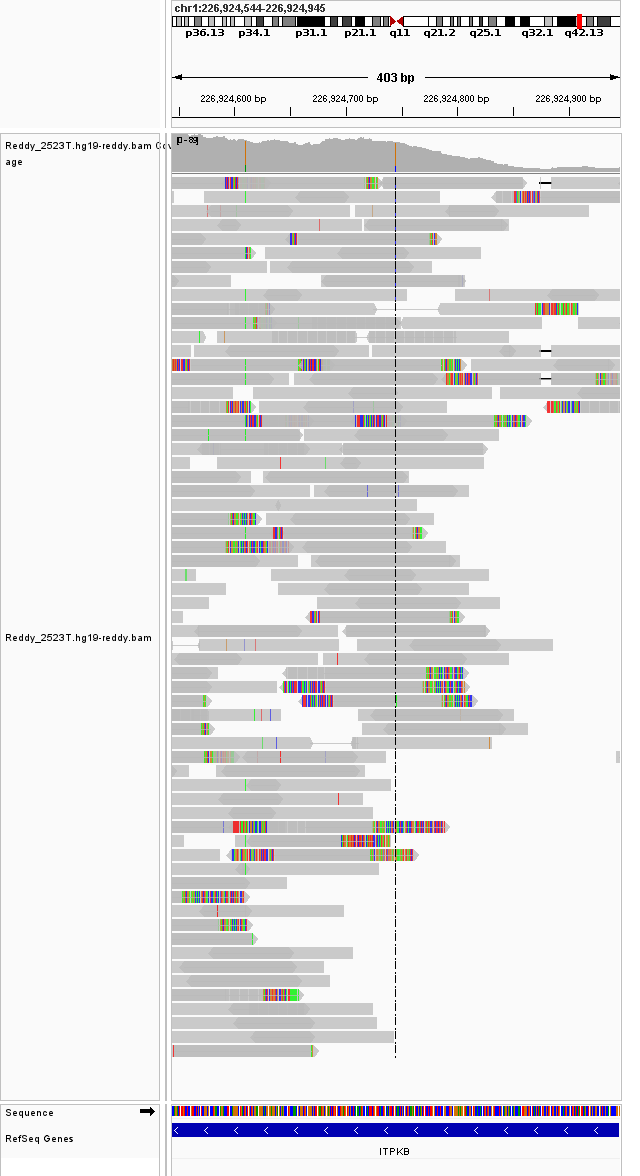 chr1:226,924,544-226,924,945
p36.13 p34.1 p31.1 p21.1 q11 q21.2 q25.1 q32.1 q42.13
403 bp
226,924,600 bp 226,924,700 bp 226,924,800 bp 226,924,900 bp
Reddy_2523T.hg19-reddy.bam Cov
age
Reddy_2523T.hg19-reddy.bam
Sequence
RefSeq Genes
ITPKB